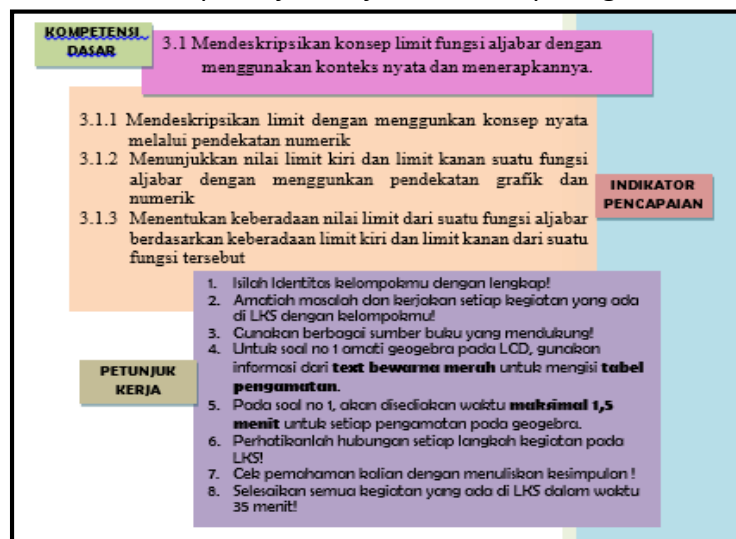 KOMPETENSI
DASAR
3.1 Mendeskripsikan konsep limit fungsi aljabar dengan
menggunakan konteks nyata dan menerapkannya.
3.1.1 Mendeskripsikan limit dengan menggunkan konsep nyata
melalui pendekatan numerik
3.1.2 Menunjukkan nilai limit kiri dan limit kanan suatu fungsi
aljabar dengan menggunkan pendekatan grafik dan
numerik
3.1.3 Menentukan keberadaan nilai limit dari suatu fungsi aljabar
berdasarkan keberadaan limit kiri dan limit kanan dari suatu
fungsi tersebut
INDIKATOR
PENCAPAIAN
PETUNJUK
KERJA
1. Isilah Identitas kelompokmu dengan lengkap!
2. Amatiah masalah dan kerjakan setiap kegiatan yang ada
di LKS dengan kelompokmu!
3. Gunakan berbagai sumber buku yang mendukung!
4. Untuk soal no 1 amati geogebra pada LCD, gunakan
informasi dari text bewarna merah untuk mengisi tabel
pengamatan.
5. Pada soal no 1, akan disediakan waktu maksimal 1,5
menit untuk setiap pengamatan pada geogebra.
6. Perhatikanlah hubungan setiap langkah kegiatan pada
LKS!
7. Cek pemahaman kalian dengan menuliskan kesimpulan !
8. Selesaikan semua kegiatan yang ada di LKS dalam waktu
35 menit!